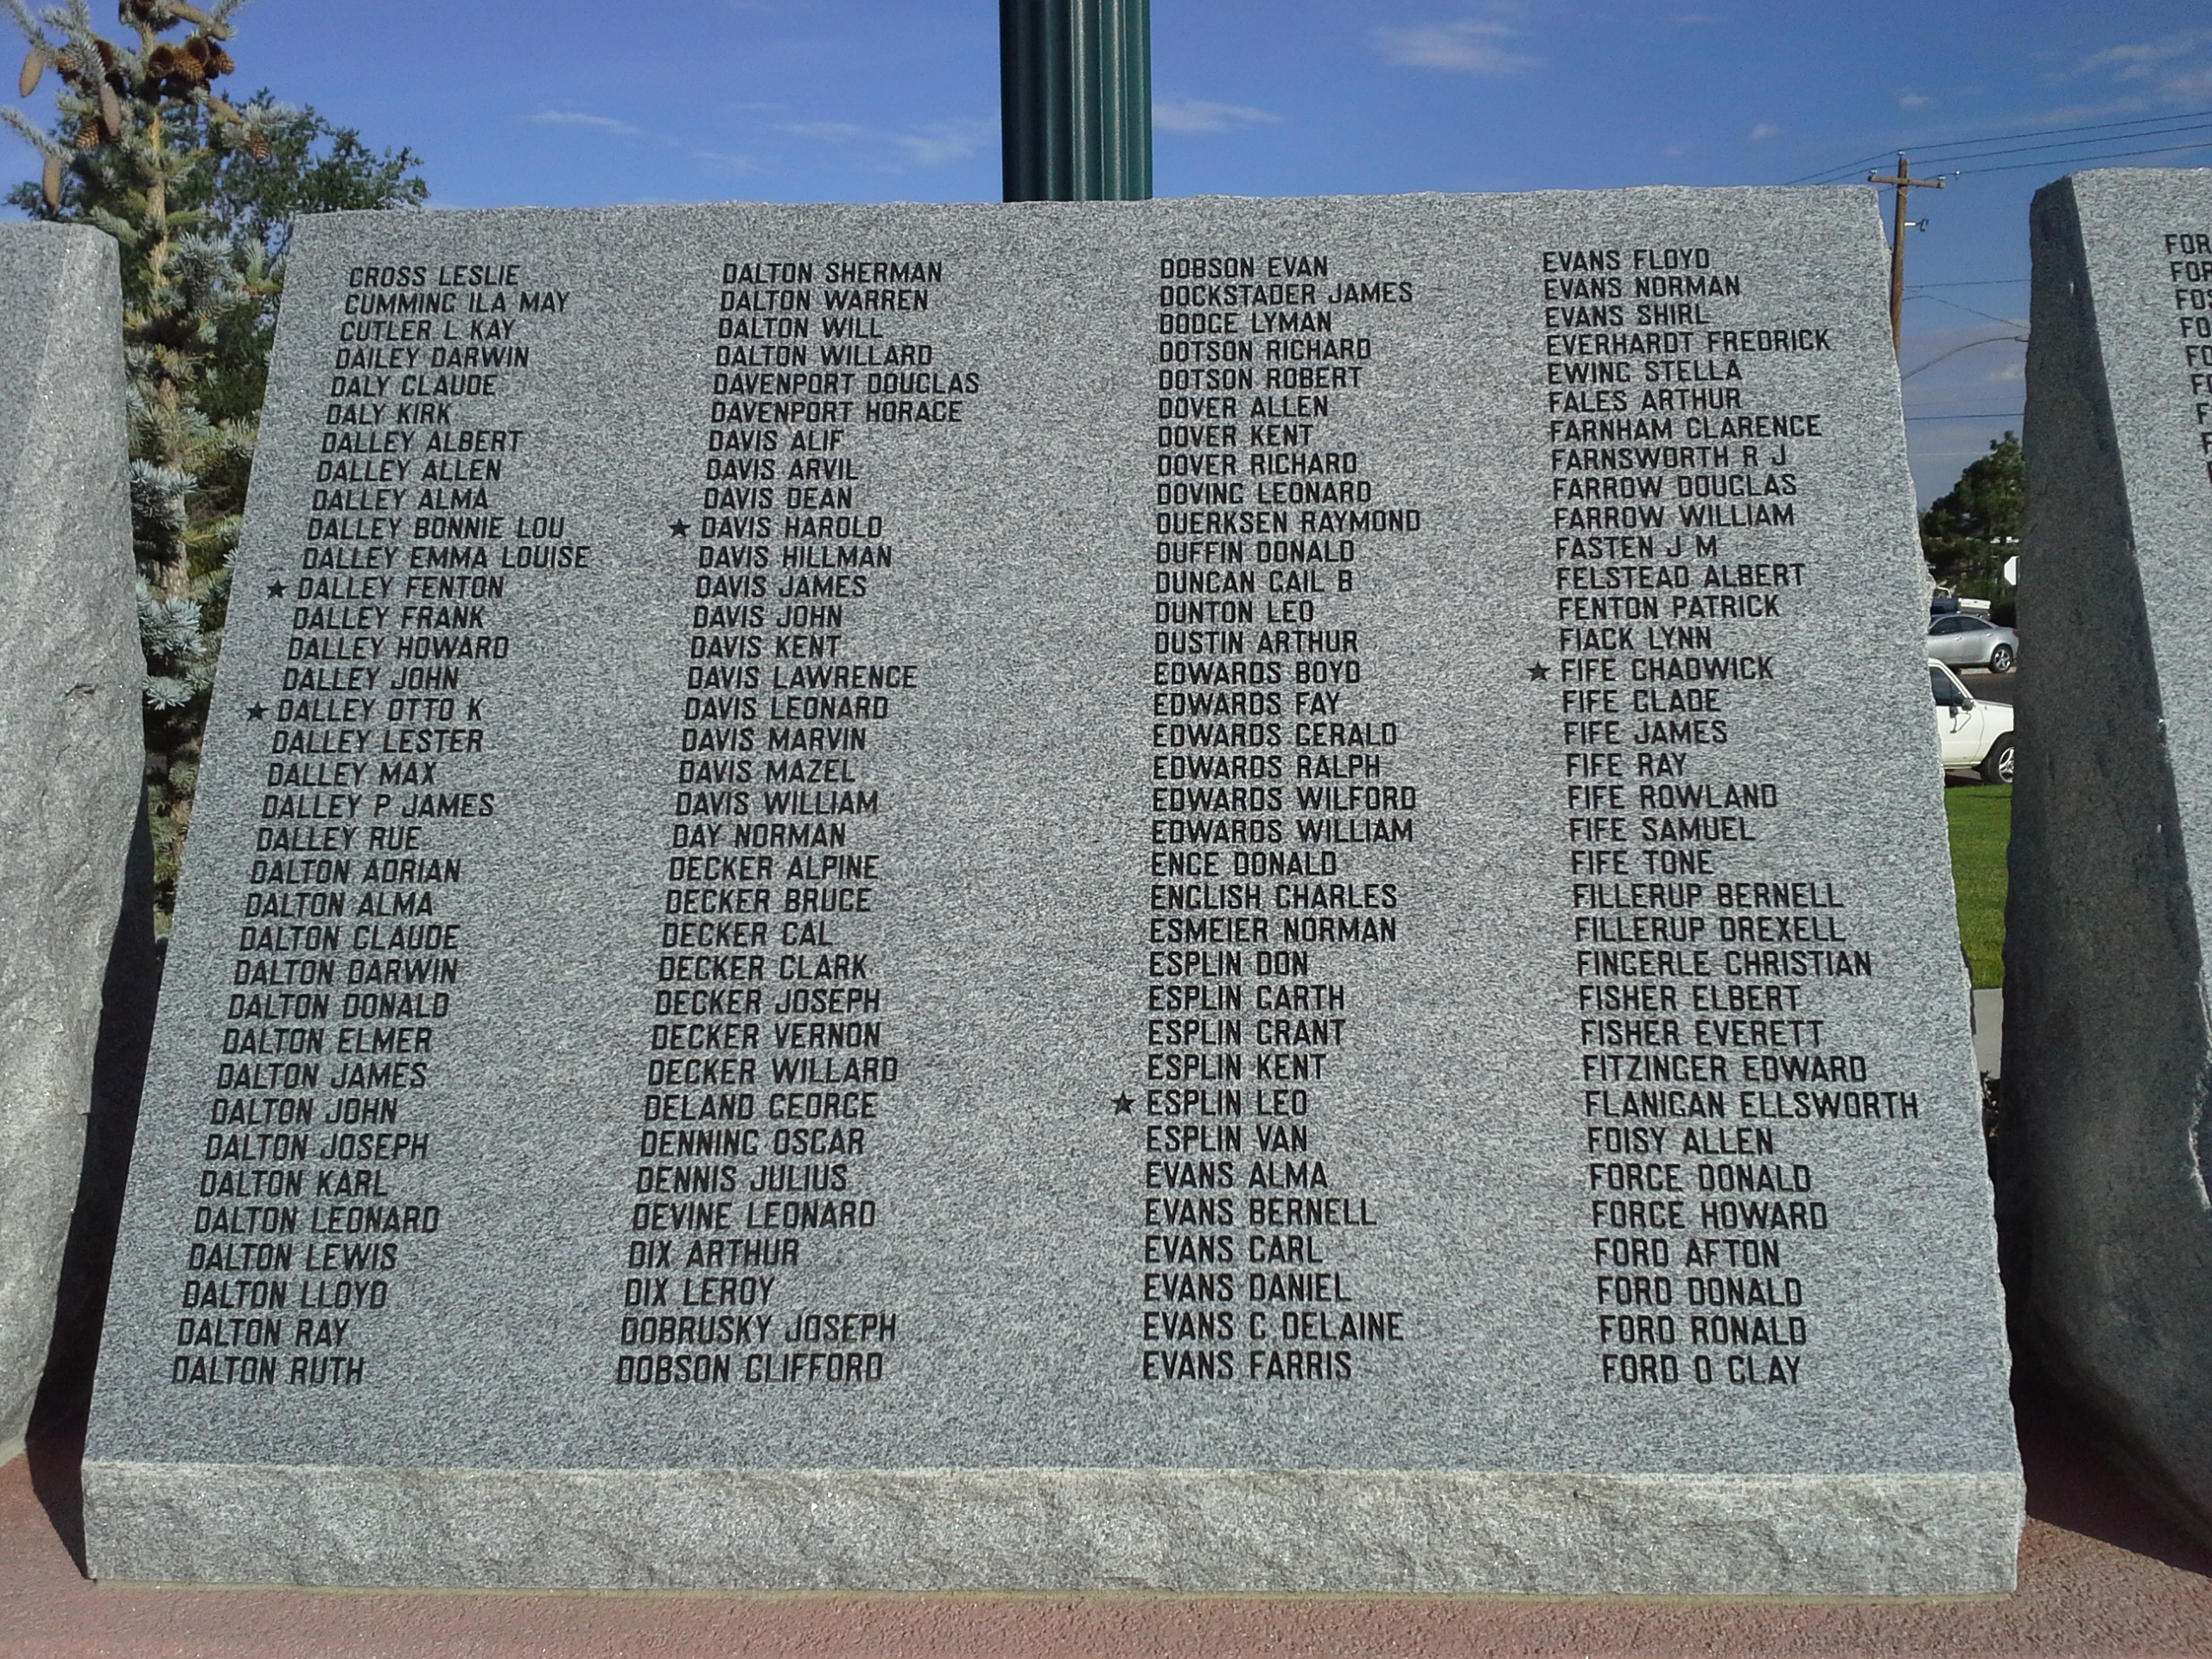 CROSS LESLIE
CUMMING ILA MAY
CUTLER L KAY
DAILEY DARWIN
DALY CLAUDE
DALY KIRK
DALLEY ALBERT
DALLEY ALLEN
DALLEY ALMA
DALLEY BONNIE LOU
DALLEY EMMA LOUISE
★ DALLEY FENTON
DALLEY FRANK
DALLEY HOWARD
DALLEY JOHN
★ DALLEY OTTO K
DALLEY LESTER
DALLEY MAX
DALLEY P JAMES
DALLEY RUE
DALTON ADRIAN
DALTON ALMA
DALTON CLAUDE
DALTON DARWIN
DALTON DONALD
DALTON ELMER
DALTON JAMES
DALTON JOHN
DALTON JOSEPH
DALTON KARL
DALTON LEONARD
DALTON LEWIS
DALTON LLOYD
DALTON RAY
DALTON RUTH
DALTON SHERMAN
DALTON WARREN
DALTON WILL
DALTON WILLARD
DAVENPORT DOUGLAS
DAVENPORT HORACE
DAVIS ALIF
DAVIS ARVIL
DAVIS DEAN
★ DAVIS HAROLD
DAVIS HILLMAN
DAVIS JAMES
DAVIS JOHN
DAVIS KENT
DAVIS LAWRENCE
DAVIS LEONARD
DAVIS MARVIN
DAVIS MAZEL
DAVIS WILLIAM
DAY NORMAN
DECKER ALPINE
DECKER BRUCE
DECKER CAL
DECKER CLARK
DECKER JOSEPH
DECKER VERNON
DECKER WILLARD
DELAND GEORGE
DENNING OSCAR
DENNIS JULIUS
DEVINE LEONARD
DIX ARTHUR
DIX LEROY
DOBRUSKY JOSEPH
DOBSON CLIFFORD
DOBSON EVAN
DOCKSTADER JAMES
DODGE LYMAN
DOTSON RICHARD
DOTSON ROBERT
DOVER ALLEN
DOVER KENT
DOVER RICHARD
DOVING LEONARD
DUERKSEN RAYMOND
DUFFIN DONALD
DUNCAN GAIL B
DUNTON LEO
DUSTIN ARTHUR
EDWARDS BOYD
EDWARDS FAY
EDWARDS GERALD
EDWARDS RALPH
EDWARDS WILFORD
EDWARDS WILLIAM
ENCE DONALD
ENGLISH CHARLES
ESMEIER NORMAN
ESPLIN DON
ESPLIN GARTH
ESPLIN GRANT
ESPLIN KENT
★ ESPLIN LEO
ESPLIN VAN
EVANS ALMA
EVANS BERNELL
EVANS CARL
EVANS DANIEL
EVANS C DELAINE
EVANS FARRIS
EVANS FLOYD
EVANS NORMAN
EVANS SHIRL
EVERHARDT FREDRICK
EWING STELLA
FALES ARTHUR
FARNHAM CLARENCE
FARNSWORTH R J
FARROW DOUGLAS
FARROW WILLIAM
FASTEN J M
FELSTEAD ALBERT
FENTON PATRICK
FIACK LYNN
★ FIFE CHADWICK
FIFE GLADE
FIFE JAMES
FIFE RAY
FIFE ROWLAND
FIFE SAMUEL
FIFE TONE
FILLERUP BERNELL
FILLERUP DREXELL
FINGERLE CHRISTIAN
FISHER ELBERT
FISHER EVERETT
FITZINGER EDWARD
FLANIGAN ELLSWORTH
FOISY ALLEN
FORCE DONALD
FORCE HOWARD
FORD AFTON
FORD DONALD
FORD RONALD
FORD O CLAY